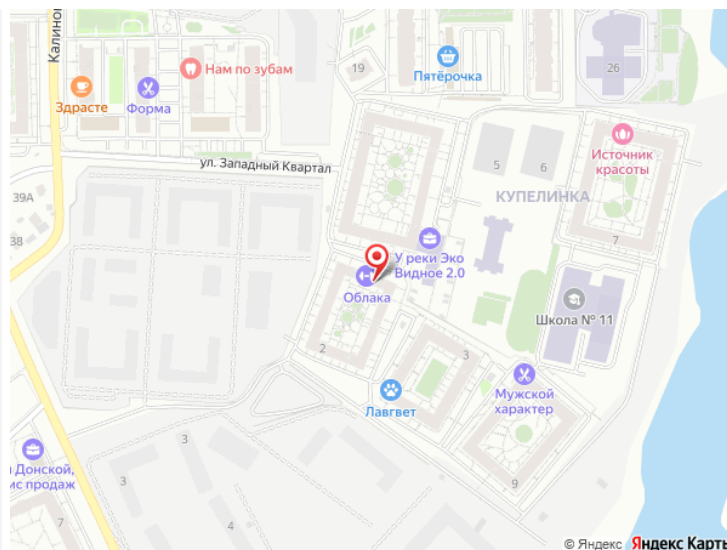 Калинов
Нам по зубам
Здрасте
Форма
19
Пятёрочка
26
ул. Западный Квартал
5
6
Источник
красоты
39А
КУПЕЛИНКА
38
У реки Эко
Видное 2.0
7
Облака
Школа № 11
2
3
Мужской
характер
Лавгвет
3
Донской,
ис продаж
9
4
7
© Яндекс Яндекс Карты